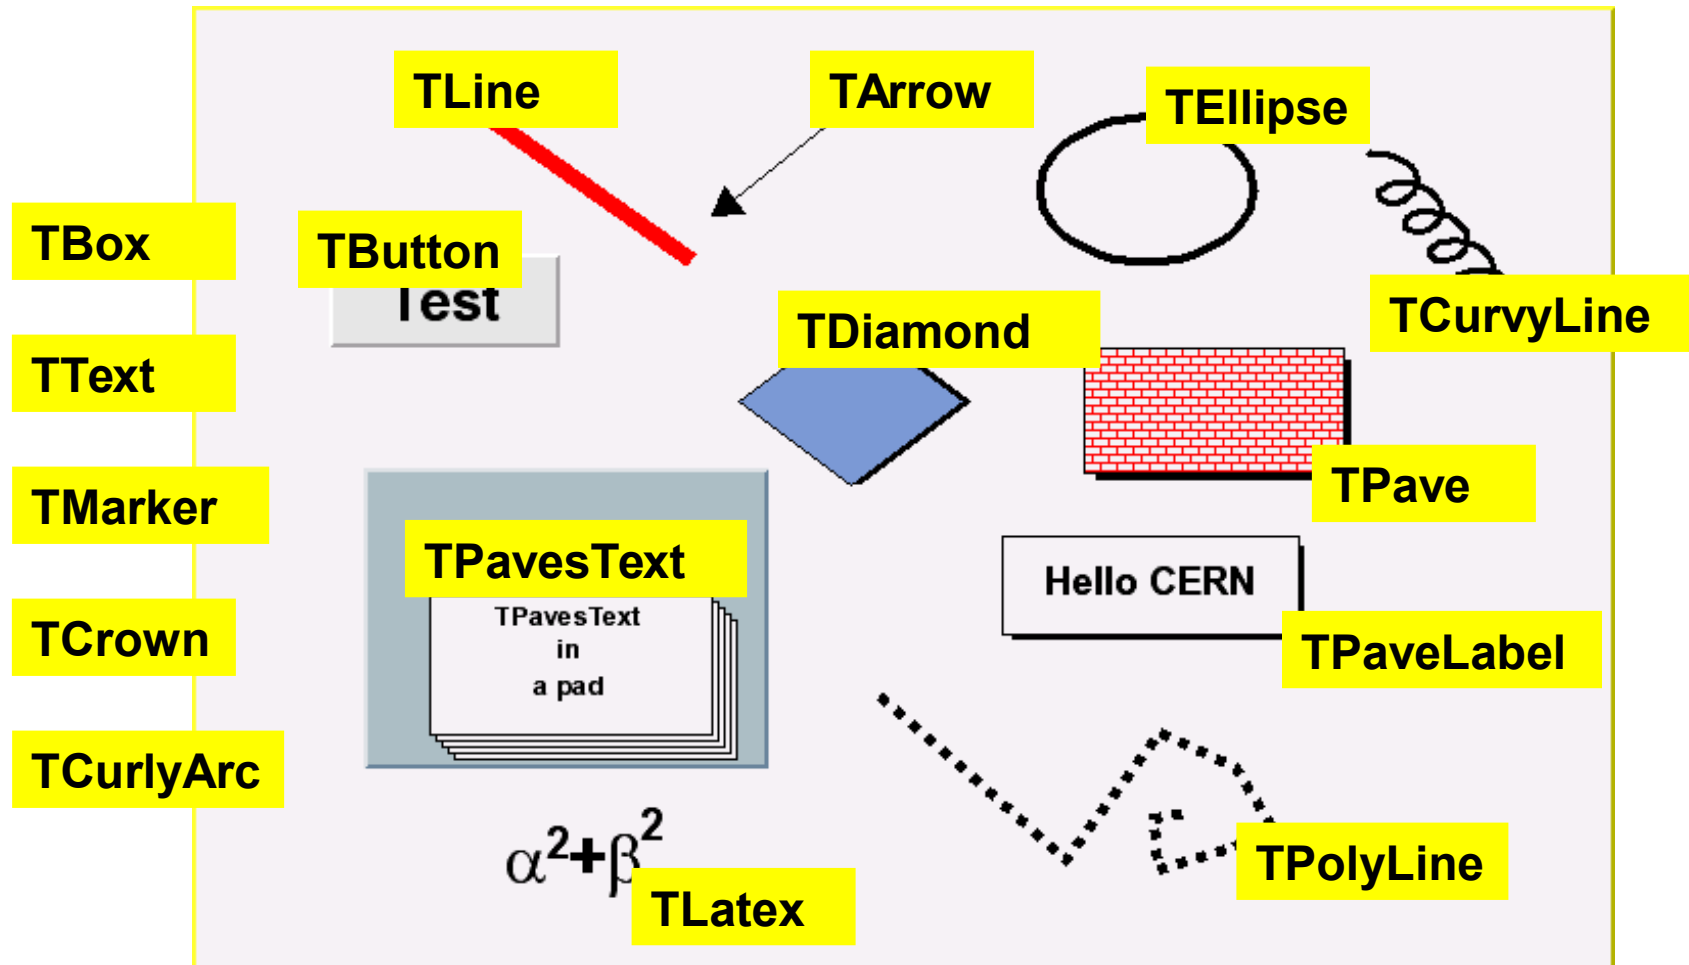 TLine
TArrow
TEllipse
TBox
TButton
Test
TCurvyLine
TDiamond
TText
TPave
TMarker
TPavesText
TPavesText
in
a pad
Hello CERN
TPaveLabel
TCrown
TCurlyArc
α²+β²
TPolyLine
TLatex